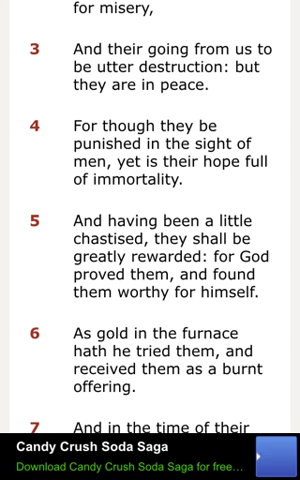 for misery,
3 And their going from us to
be utter destruction: but
they are in peace.
4 For though they be
punished in the sight of
men, yet is their hope full
of immortality.
5 And having been a little
chastised, they shall be
greatly rewarded: for God
proved them, and found
them worthy for himself.
6 As gold in the furnace
hath he tried them, and
received them as a burnt
offering.
7 And in the time of their
Candy Crush Soda Saga
Download Candy Crush Soda Saga for free...